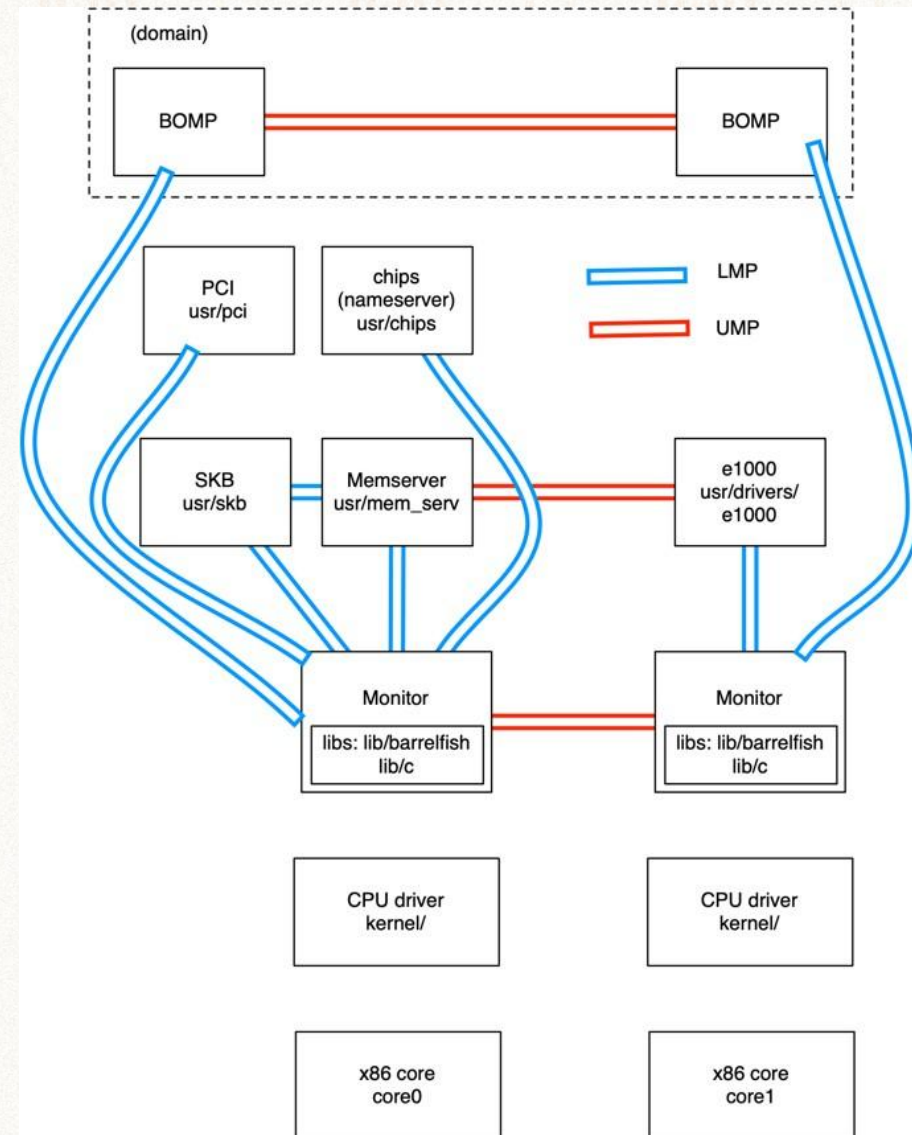 (domain)
BOMP
BOMP
PCI
usr/pci
chips
(nameserver)
usr/chips
LMP
UMP
SKB
usr/skb
Memserver
usr/mem_serv
e1000
usr/drivers/
e1000
Monitor
libs: lib/barrelfish
lib/c
Monitor
libs: lib/barrelfish
lib/c
CPU driver
kernel/
CPU driver
kernel/
x86 core
core0
x86 core
core1